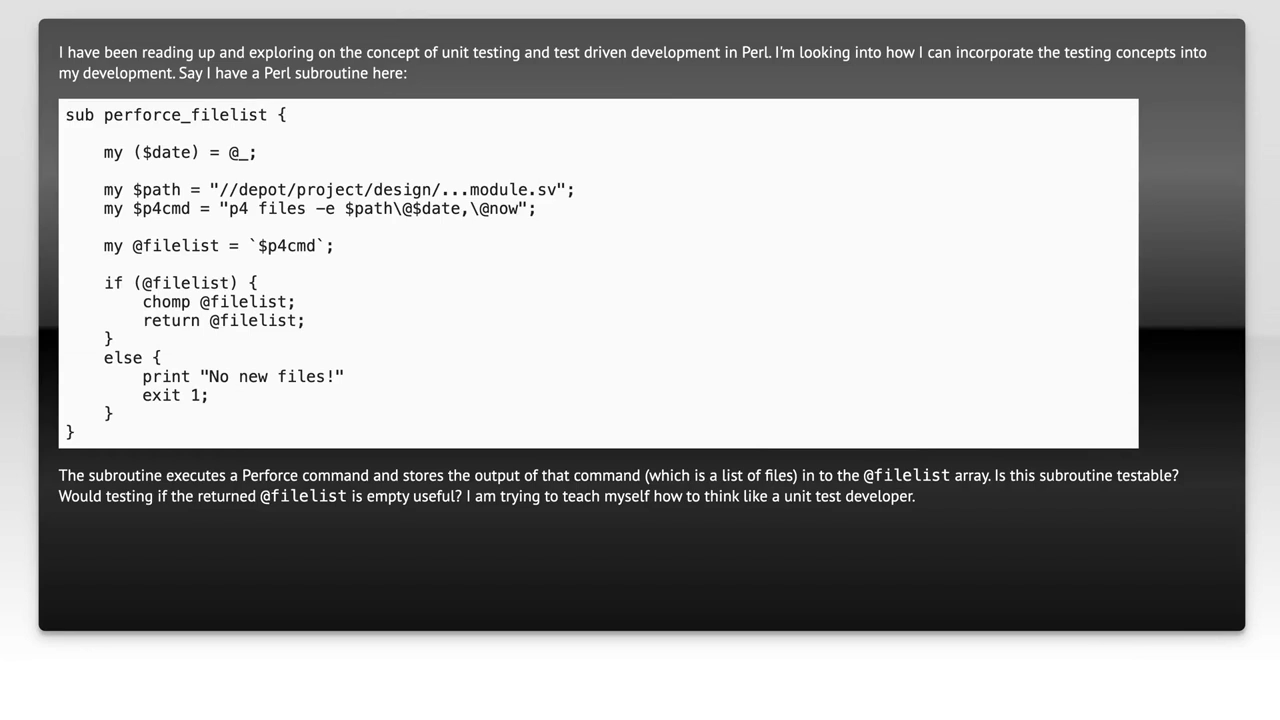 I have been reading up and exploring on the concept of unit testing and test driven development in Perl. I'm looking into how I can incorporate the testing concepts into
my development. Say I have a Perl subroutine here:
sub perforce_filelist {
my ($date) = @_;
my $path = "//depot/project/design/...module.sv";
my $p4cmd = "p4 files -e $path\@$date,\@now";
my @filelist = `$p4cmd`;
if (@filelist) {
chomp @filelist;
return @filelist;
}
else {
print "No new files!"
exit 1;
}
}
The subroutine executes a Perforce command and stores the output of that command (which is a list of files) in to the @filelist array. Is this subroutine testable?
Would testing if the returned @filelist is empty useful? I am trying to teach myself how to think like a unit test developer.